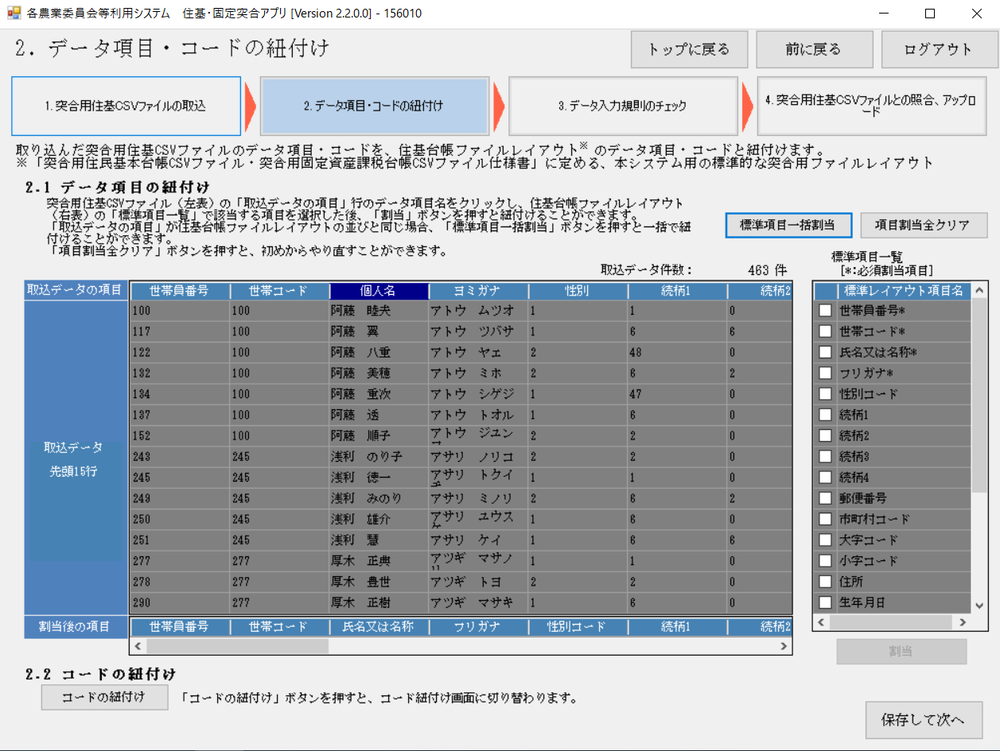 各農業委員会等利用システム　住基・固定突合アプリ [Version 2.2.0.0] - 156010
2. データ項目・コードの紐付け
トップに戻る 前に戻る ログアウト
1.突合用住基CSVファイルの取込
2.データ項目・コードの紐付け
3.データ入力規則のチェック
4.突合用住基CSVファイルとの照合、アップロ
ード
取り込んだ突合用住基CSVファイルのデータ項目・コードを、住基台帳ファイルレイアウト※ のデータ項目・コードと紐付けます。
※「突合用住民基本台帳CSVファイル・突合用固定資産課税台帳CSVファイル仕様書」に定める、本システム用の標準的な突合用ファイルレイアウト
2.1 データ項目の紐付け
突合用住基CSVファイル（左表）の「取込データの項目」行のデータ項目名をクリックし、住基台帳ファイルレイアウト
（右表）の「標準項目一覧」で該当する項目を選択した後、「割当」ボタンを押すと紐付けることができます。
「取込データの項目」が住基台帳ファイルレイアウトの並びと同じ場合、「標準項目一括割当」ボタンを押すと一括で紐
付けることができます。
「項目割当全クリア」ボタンを押すと、初めからやり直すことができます。
標準項目一括割当 項目割当全クリア
取込データ件数： 463 件
標準項目一覧
[*:必須割当項目]
取込データの項目 世帯員番号 世帯コード 個人名 ヨミガナ 性別 続柄1 続柄2
取込データ
先頭15行
100 100 阿藤　睦夫 アトウ　ムツオ 1 1 0
117 100 阿藤　翼 アトウ　ツバサ 1 6 6
122 100 阿藤　八重 アトウ　ヤエ 2 48 0
132 100 阿藤　美穂 アトウ　ミホ 2 6 2
134 100 阿藤　重次 アトウ　シゲジ 1 47 0
137 100 阿藤　透 アトウ　トオル 1 6 0
152 100 阿藤　順子 アトウ　ジュン 2 2 0
243 245 浅利　のり子 アサリ　ノリコ 2 2 0
245 245 浅利　徳一 アサリ　トクイ 1 1 0
249 245 浅利　みのり アサリ　ミノリ 2 6 2
250 245 浅利　雄介 アサリ　ユウス 1 6 0
251 245 浅利　慧 アサリ　ケイ 1 6 6
277 277 厚木　正典 アツギ　マサノ 1 1 0
278 277 厚木　豊世 アツギ　トヨ 2 2 0
290 277 厚木　正樹 アツギ　マサキ 1 6 0
割当後の項目 世帯員番号 世帯コード 氏名又は名称 フリガナ 性別コード 続柄1 続柄2
標準レイアウト項目名
世帯員番号*
世帯コード*
氏名又は名称*
フリガナ*
性別コード
続柄1
続柄2
続柄3
続柄4
郵便番号
市町村コード
大字コード
小字コード
住所
生年月日
割当
2.2 コードの紐付け
コードの紐付け 「コードの紐付け」ボタンを押すと、コード紐付け画面に切り替わります。
保存して次へ